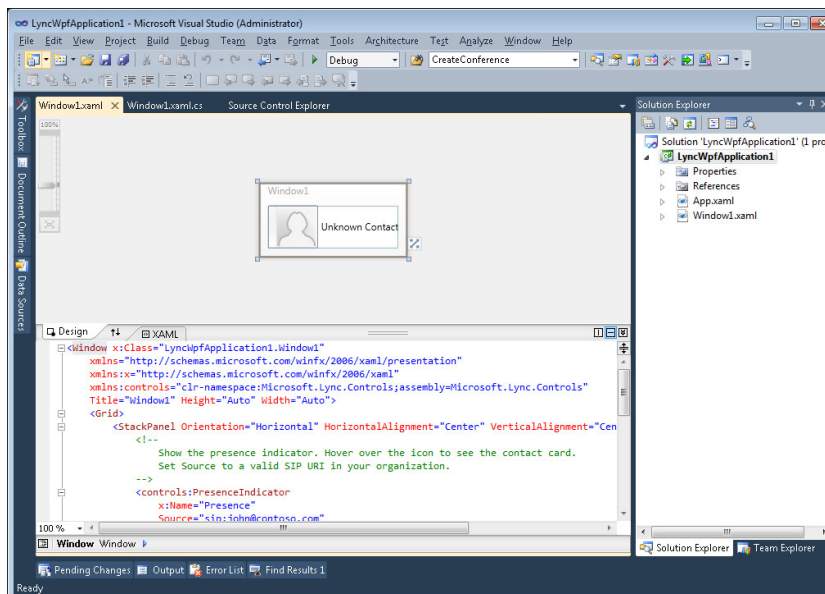 LyncWpfApplication1 - Microsoft Visual Studio (Administrator)
File Edit View Project Build Debug Team Data Format Tools Architecture Test Analyze Window Help
Debug CreateConference
Window1.xaml Window1.xaml.cs Source Control Explorer
Toolbox
Document Outline
Data Sources
100%
Window1
Unknown Contact
Design XAML
<Window x:Class="LyncWpfApplication1.Window1"
xmlns="http://schemas.microsoft.com/winfx/2006/xaml/presentation"
xmlns:x="http://schemas.microsoft.com/winfx/2006/xaml"
xmlns:controls="clr-namespace:Microsoft.Lync.Controls;assembly=Microsoft.Lync.Controls"
Title="Window1" Height="Auto" Width="Auto">
<Grid>
<StackPanel Orientation="Horizontal" HorizontalAlignment="Center" VerticalAlignment="Cen
<!--
Show the presence indicator. Hover over the icon to see the contact card.
Set Source to a valid SIP URI in your organization.
-->
<controls:PresenceIndicator
x:Name="Presence"
Source="sip:john@contoso.com"
100 %
Window Window
Solution Explorer
Solution 'LyncWpfApplication1' (1 pro
LyncWpfApplication1
Properties
References
App.xaml
Window1.xaml
Solution Explorer Team Explorer
Pending Changes Output Error List Find Results 1
Ready